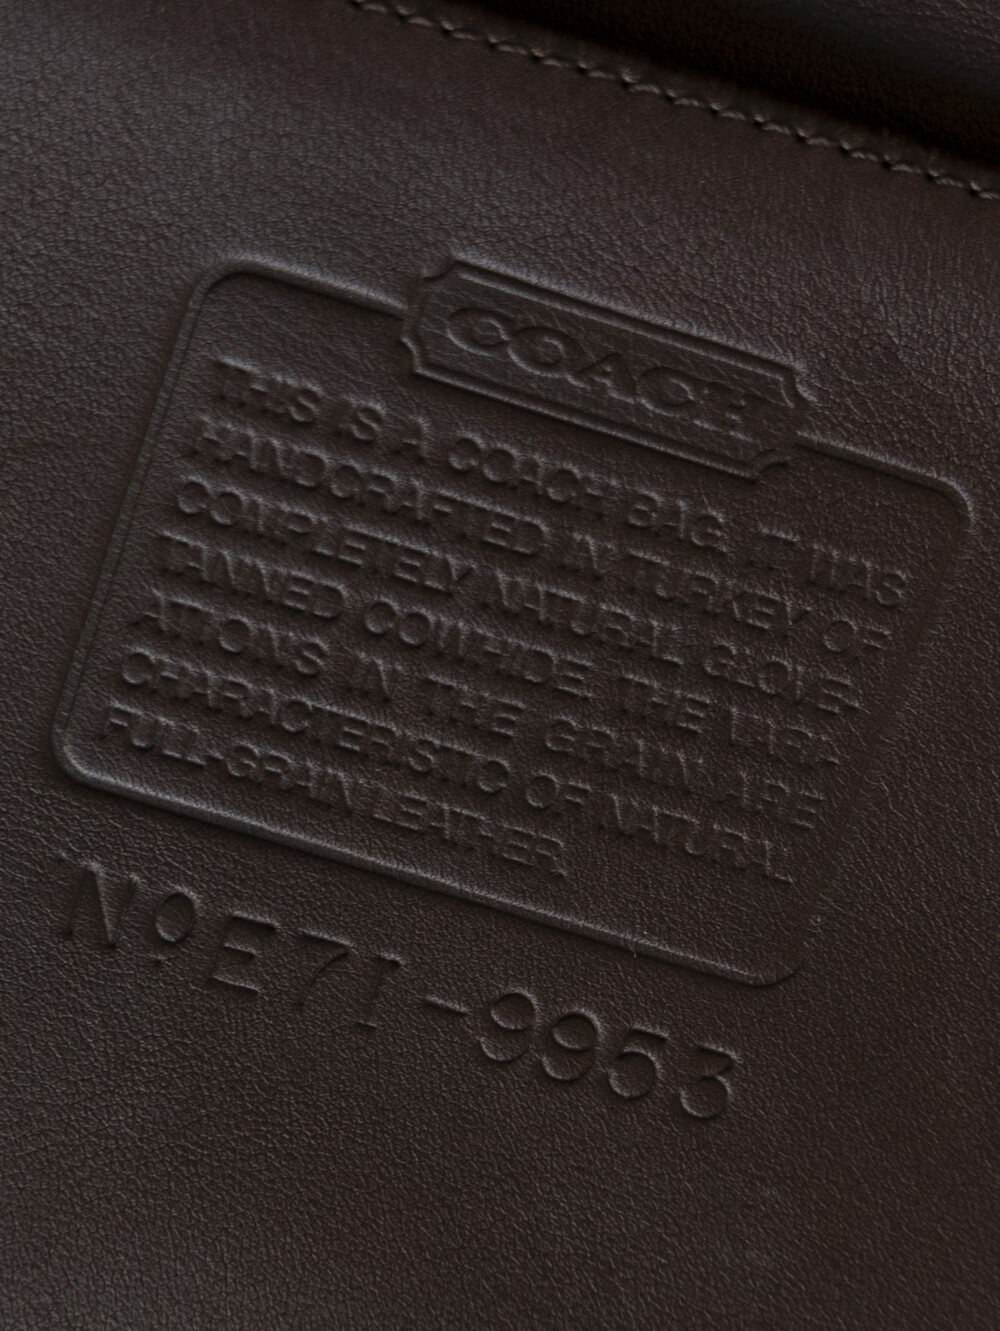 COACH
THIS IS A COACH BAG. IT WAS
HANDCRAFTED IN TURKEY OF
COMPLETELY NATURAL GLOVE
TANNED COWHIDE. THE VARI-
ATIONS IN THE GRAIN ARE
CHARACTERISTIC OF NATURAL
FULL-GRAIN LEATHER.
Nº E71-9953